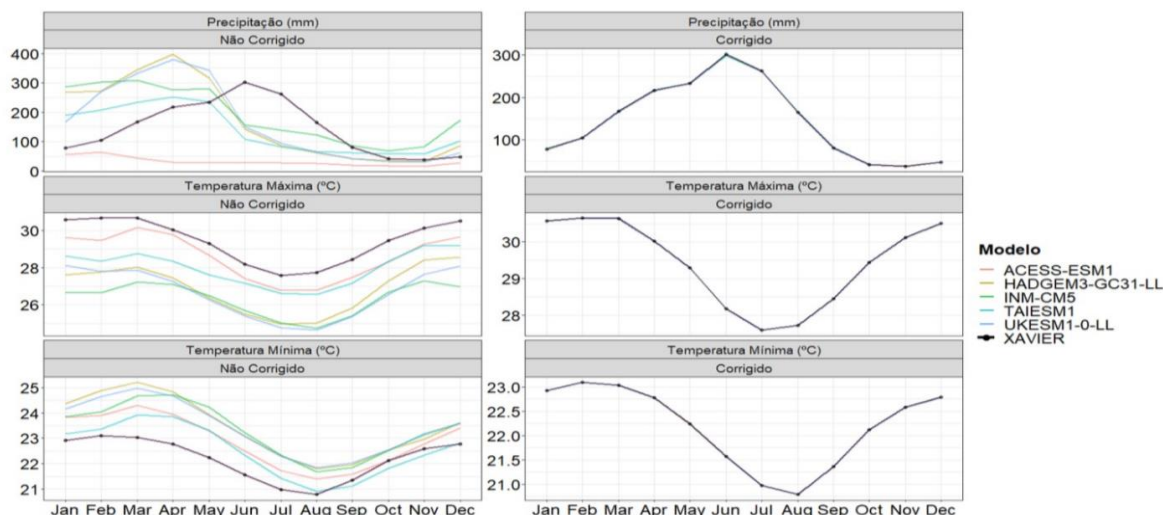 Precipitação (mm)
Não Corrigido
400
300
200
100
0
Temperatura Máxima (ºC)
Não Corrigido
30
28
26
Temperatura Mínima (ºC)
Não Corrigido
25
24
23
22
21
Jan Feb Mar Apr May Jun Jul Aug Sep Oct Nov Dec
Precipitação (mm)
Corrigido
300
200
100
Temperatura Máxima (ºC)
Corrigido
30
29
28
Temperatura Mínima (ºC)
Corrigido
23.0
22.5
22.0
21.5
21.0
Jan Feb Mar Apr May Jun Jul Aug Sep Oct Nov Dec
Modelo
ACESS-ESM1
HADGEM3-GC31-LL
INM-CM5
TAIESM1
UKESM1-0-LL
XAVIER